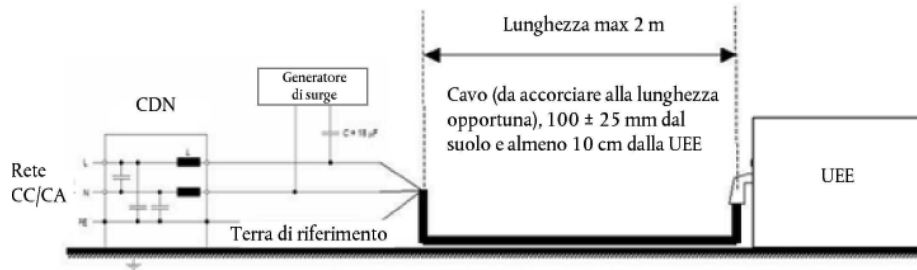 Lunghezza max 2 m
Generatore
di surge
CDN
Cavo (da accorciare alla lunghezza
opportuna), 100 ± 25 mm dal
suolo e almeno 10 cm dalla UEE
C = 18 µF
L
L
Rete
CC/CA
N
UEE
PE
Terra di riferimento